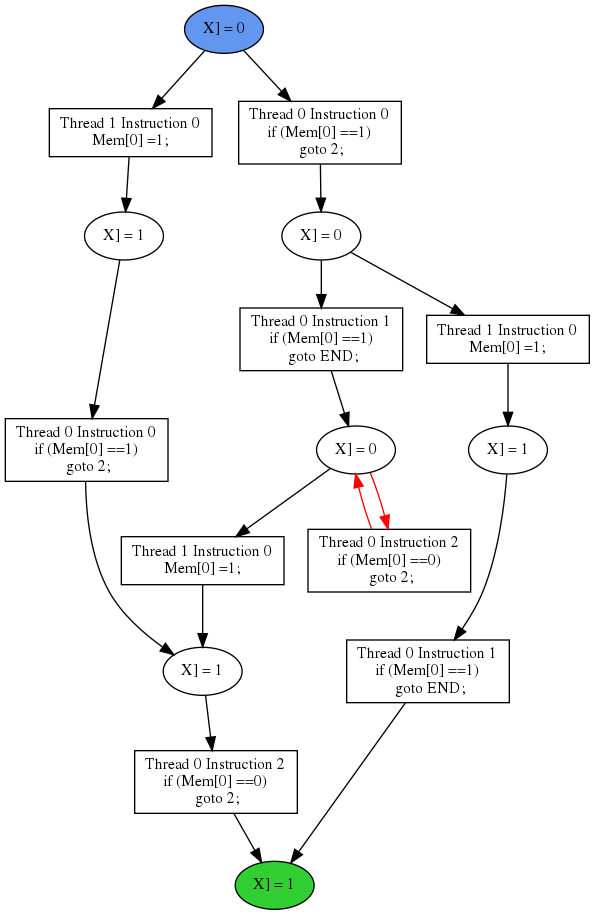 X] = 0
Thread 1 Instruction 0
Mem[0] =1;
Thread 0 Instruction 0
if (Mem[0] ==1)
goto 2;
X] = 1
X] = 0
Thread 0 Instruction 1
if (Mem[0] ==1)
goto END;
Thread 1 Instruction 0
Mem[0] =1;
Thread 0 Instruction 0
if (Mem[0] ==1)
goto 2;
X] = 0
X] = 1
Thread 1 Instruction 0
Mem[0] =1;
Thread 0 Instruction 2
if (Mem[0] ==0)
goto 2;
X] = 1
Thread 0 Instruction 1
if (Mem[0] ==1)
goto END;
Thread 0 Instruction 2
if (Mem[0] ==0)
goto 2;
X] = 1